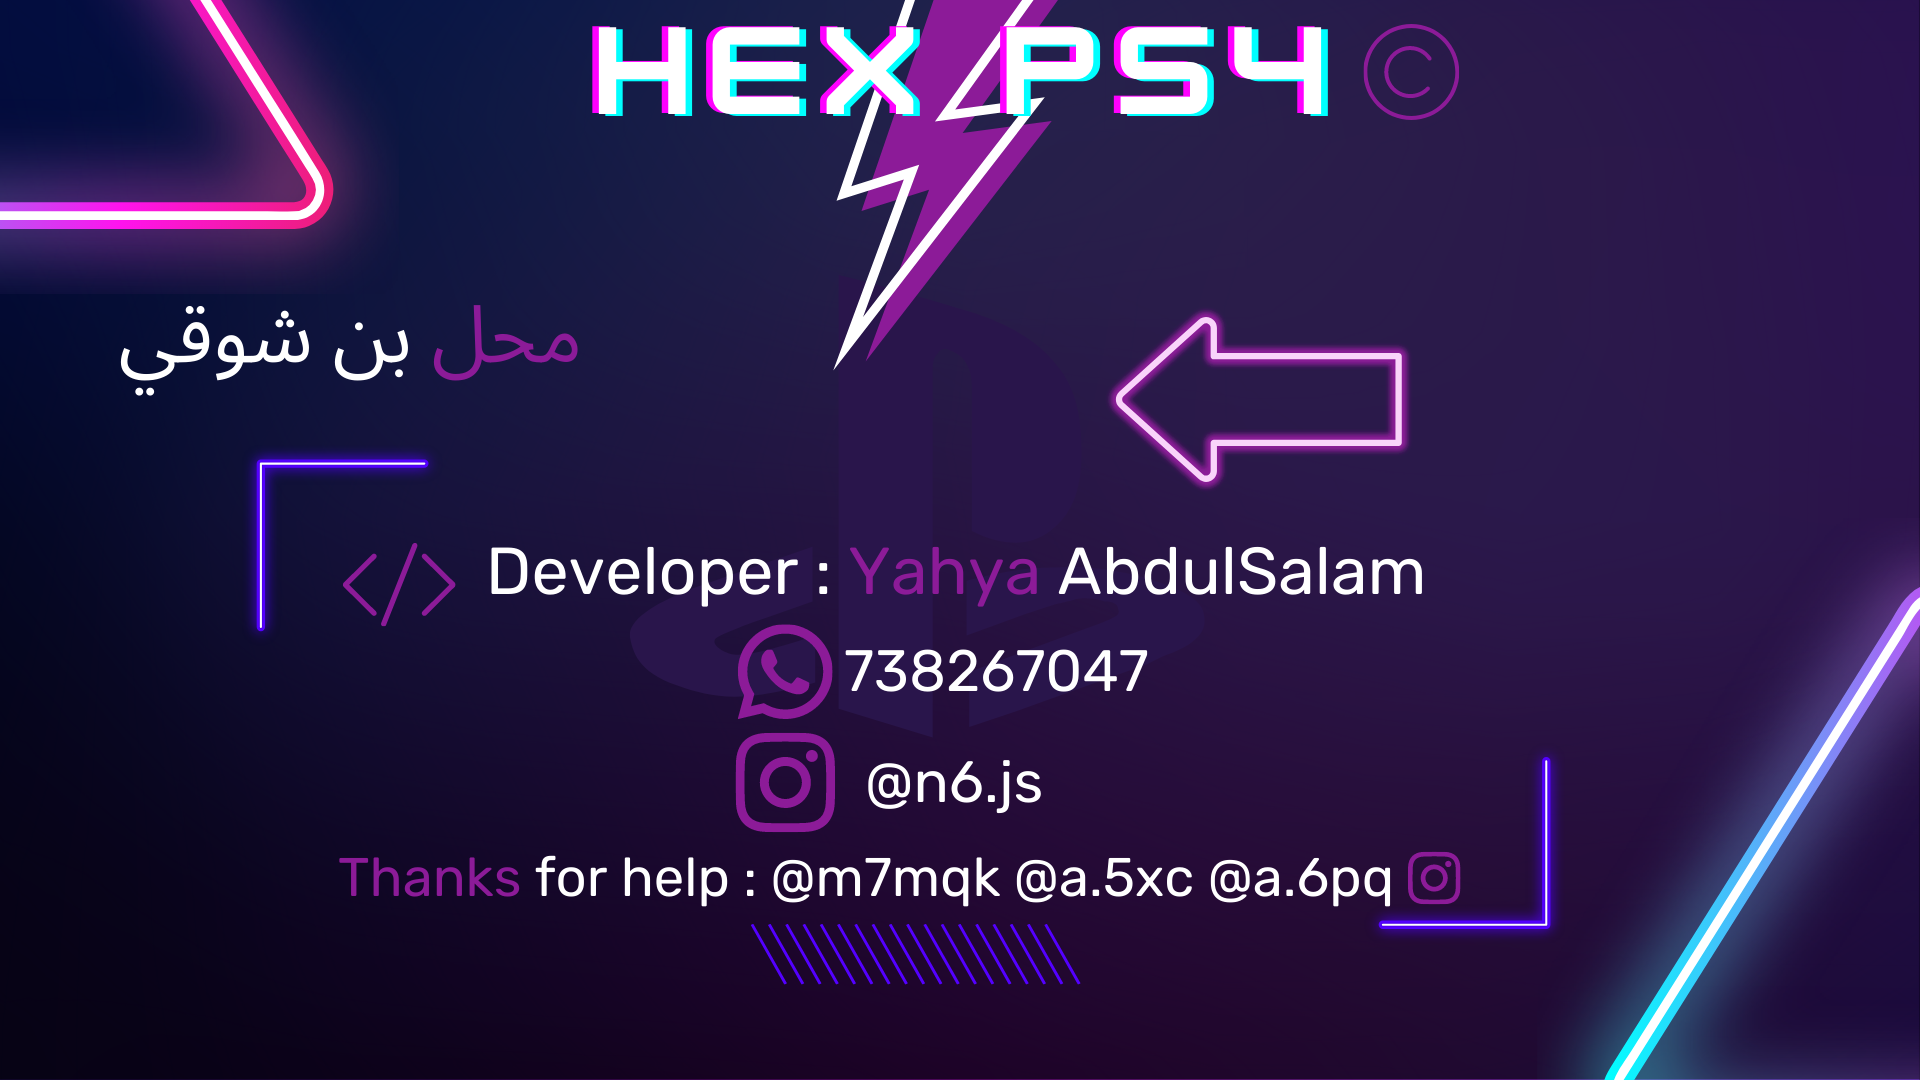 HEX PS4 ©
محل بن شوقي
</> Developer : Yahya AbdulSalam
738267047
@n6.js
Thanks for help : @m7mqk @a.5xc @a.6pq